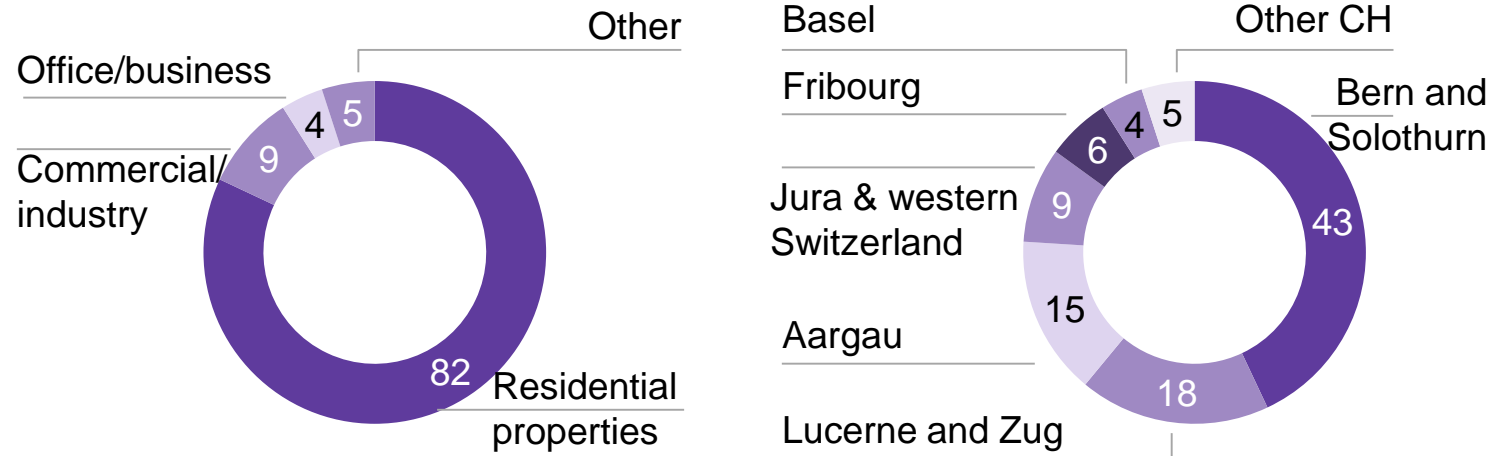 Other
Office/business
Commercial/
industry
9
4
5
82
Residential
properties
Basel
Other CH
Fribourg
Bern and
Solothurn
Jura & western
Switzerland
Aargau
Lucerne and Zug
5
4
6
9
15
18
43